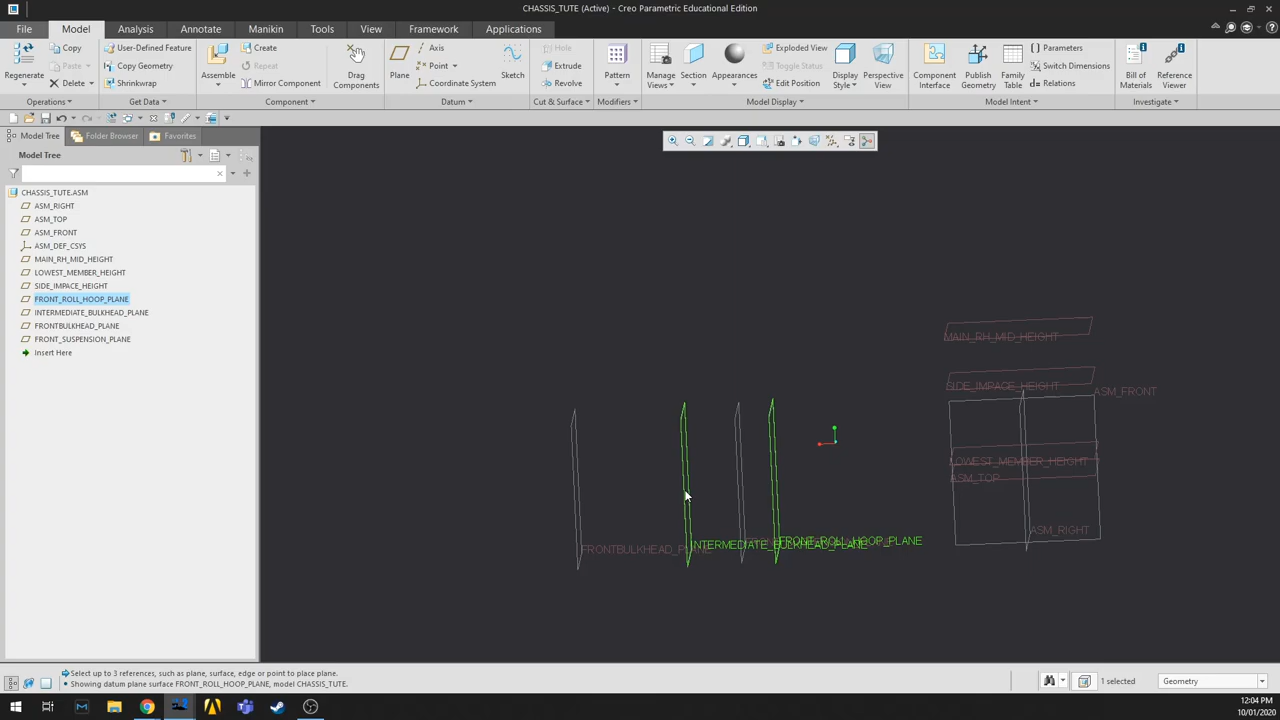 CHASSIS_TUTE (Active) - Creo Parametric Educational Edition
File Model Analysis Annotate Manikin Tools View Framework Applications
Regenerate
Copy
Paste
Delete
Operations
User-Defined Feature
Copy Geometry
Shrinkwrap
Get Data
Assemble
Create
Repeat
Mirror Component
Component
Drag Components
Plane
Axis
Point
Coordinate System
Sketch
Datum
Hole
Extrude
Revolve
Cut & Surface
Pattern
Modifiers
Manage Views
Section
Appearances
Exploded View
Toggle Status
Edit Position
Display Style
Perspective View
Model Display
Component Interface
Publish Geometry
Family Table
Parameters
Switch Dimensions
Relations
Model Intent
Bill of Materials
Reference Viewer
Investigate
Model Tree Folder Browser Favorites
Model Tree
CHASSIS_TUTE.ASM
ASM_RIGHT
ASM_TOP
ASM_FRONT
ASM_DEF_CSYS
MAIN_RH_MID_HEIGHT
LOWEST_MEMBER_HEIGHT
SIDE_IMPACE_HEIGHT
FRONT_ROLL_HOOP_PLANE
INTERMEDIATE_BULKHEAD_PLANE
FRONTBULKHEAD_PLANE
FRONT_SUSPENSION_PLANE
Insert Here
MAIN_RH_MID_HEIGHT
SIDE_IMPACE_HEIGHT
ASM_FRONT
LOWEST_MEMBER_HEIGHT
ASM_TOP
ASM_RIGHT
FRONTBULKHEAD_PLANE
INTERMEDIATE_BULKHEAD_PLANE
FRONT_ROLL_HOOP_PLANE
Select up to 3 references, such as plane, surface, edge or point to place plane.
Showing datum plane surface FRONT_ROLL_HOOP_PLANE, model CHASSIS_TUTE.
1 selected
Geometry
12:04 PM
10/01/2020